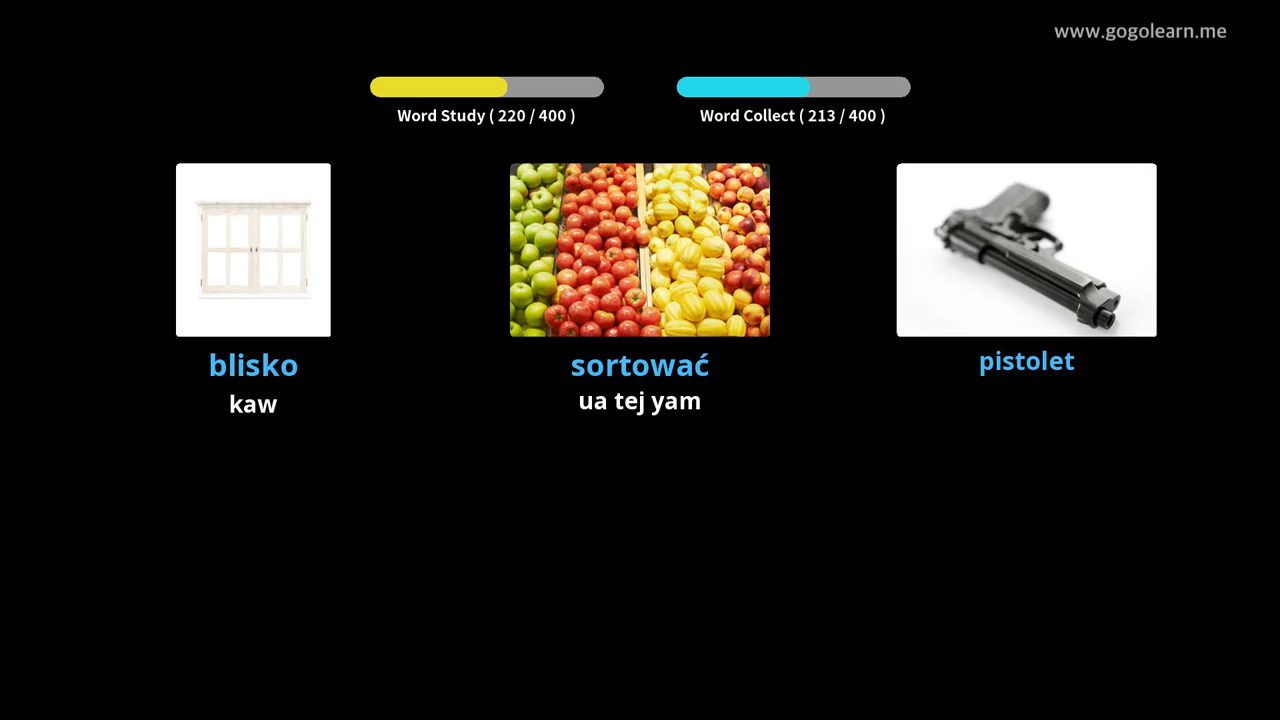 www.gogolearn.me
Word Study ( 220 / 400 )
Word Collect ( 213 / 400 )
blisko
sortować
pistolet
kaw
ua tej yam